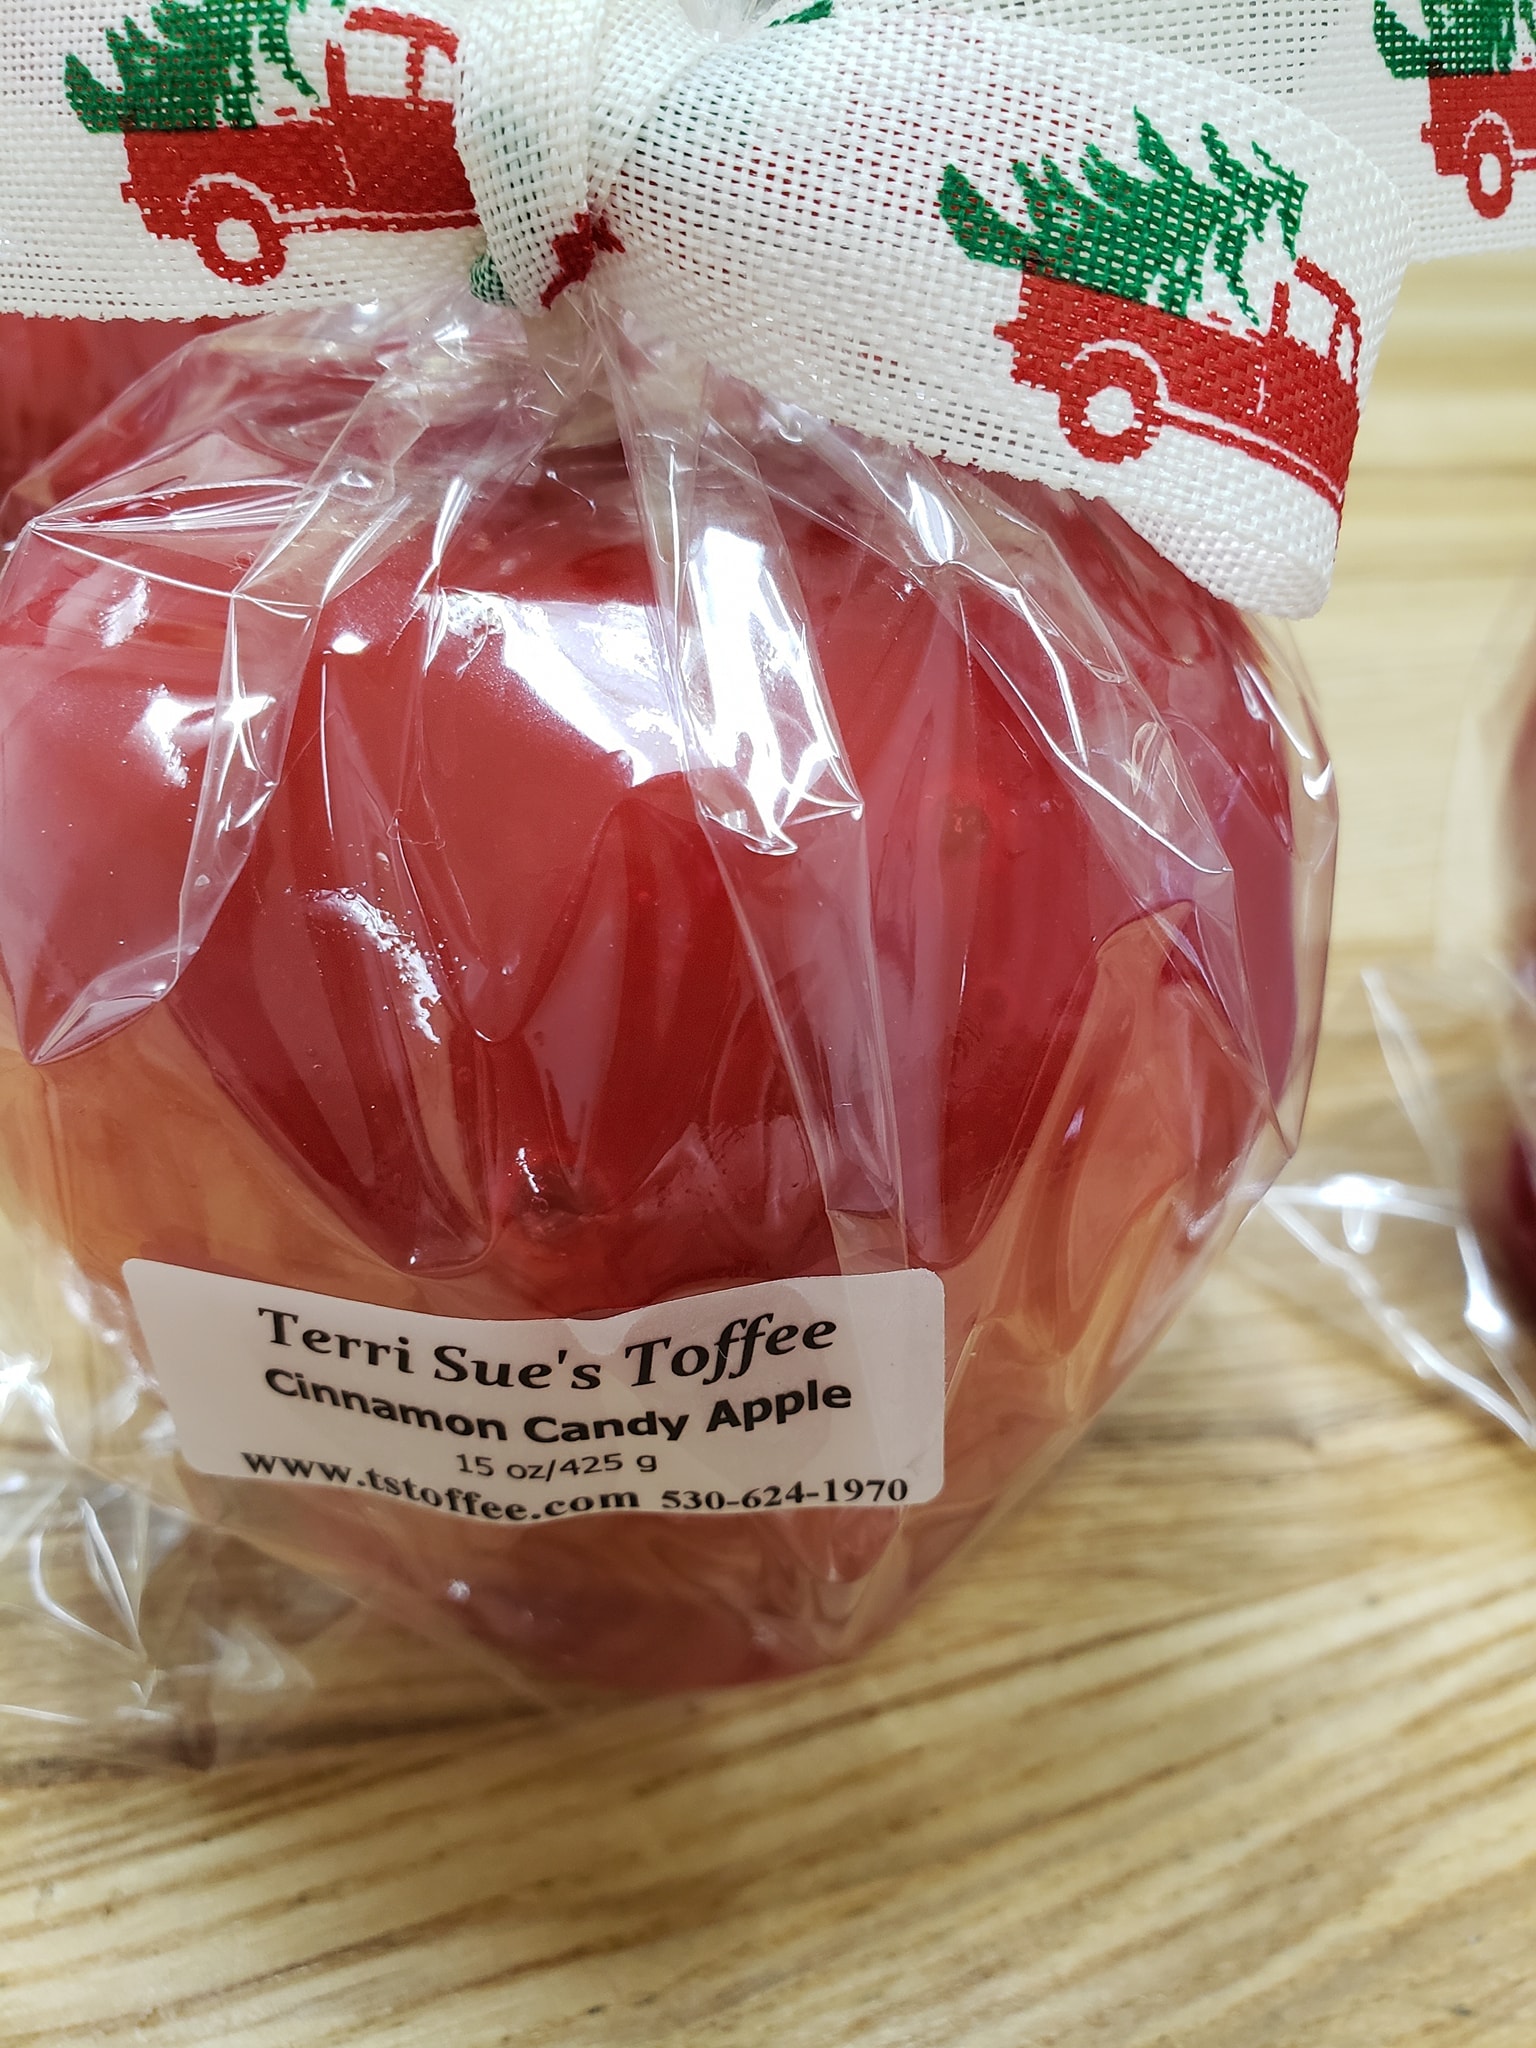 Terri Sue's Toffee
Cinnamon Candy Apple
15 oz/425 g
www.tstoffee.com 530-624-1970